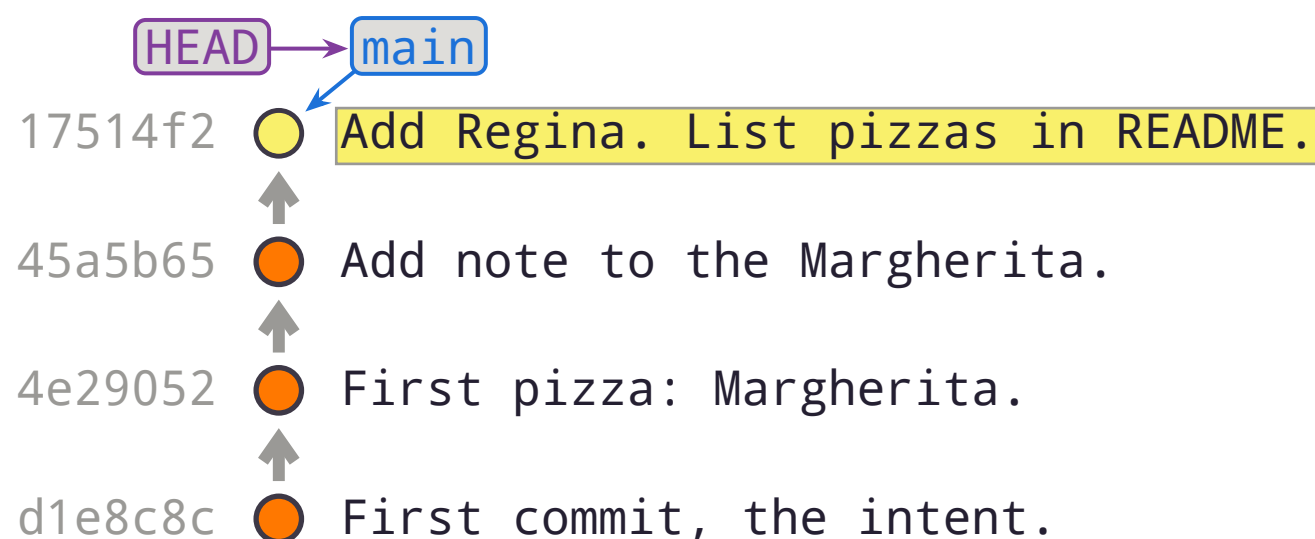 HEAD main
17514f2 Add Regina. List pizzas in README.
45a5b65 Add note to the Margherita.
4e29052 First pizza: Margherita.
d1e8c8c First commit, the intent.